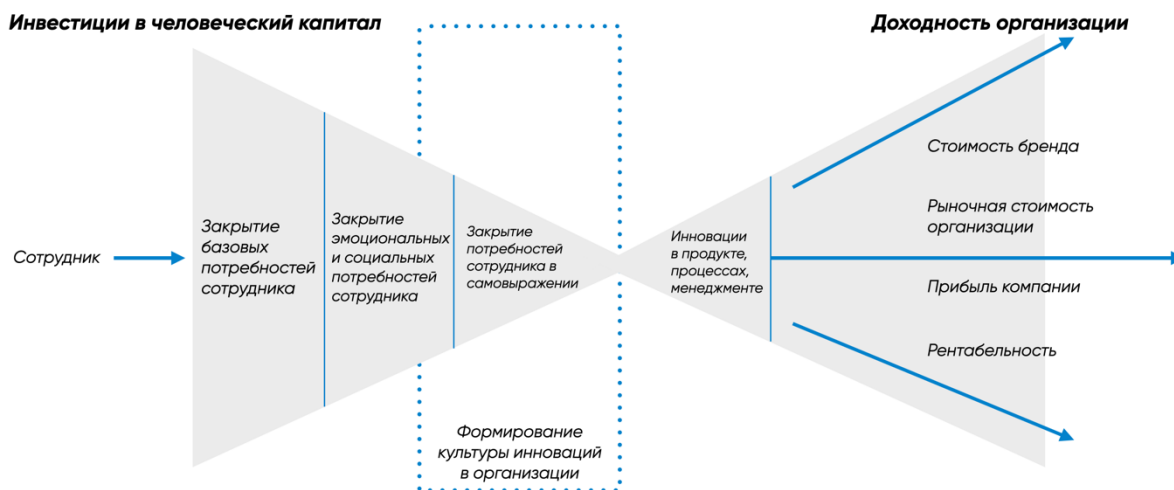 Инвестиции в человеческий капитал
Доходность организации
Сотрудник
Закрытие
базовых
потребностей
сотрудника
Закрытие
эмоциональных
и социальных
потребностей
сотрудника
Закрытие
потребностей
сотрудника в
самовыражении
Формирование
культуры инноваций
в организации
Инновации
в продукте,
процессах,
менеджменте
Стоимость бренда
Рыночная стоимость
организации
Прибыль компании
Рентабельность